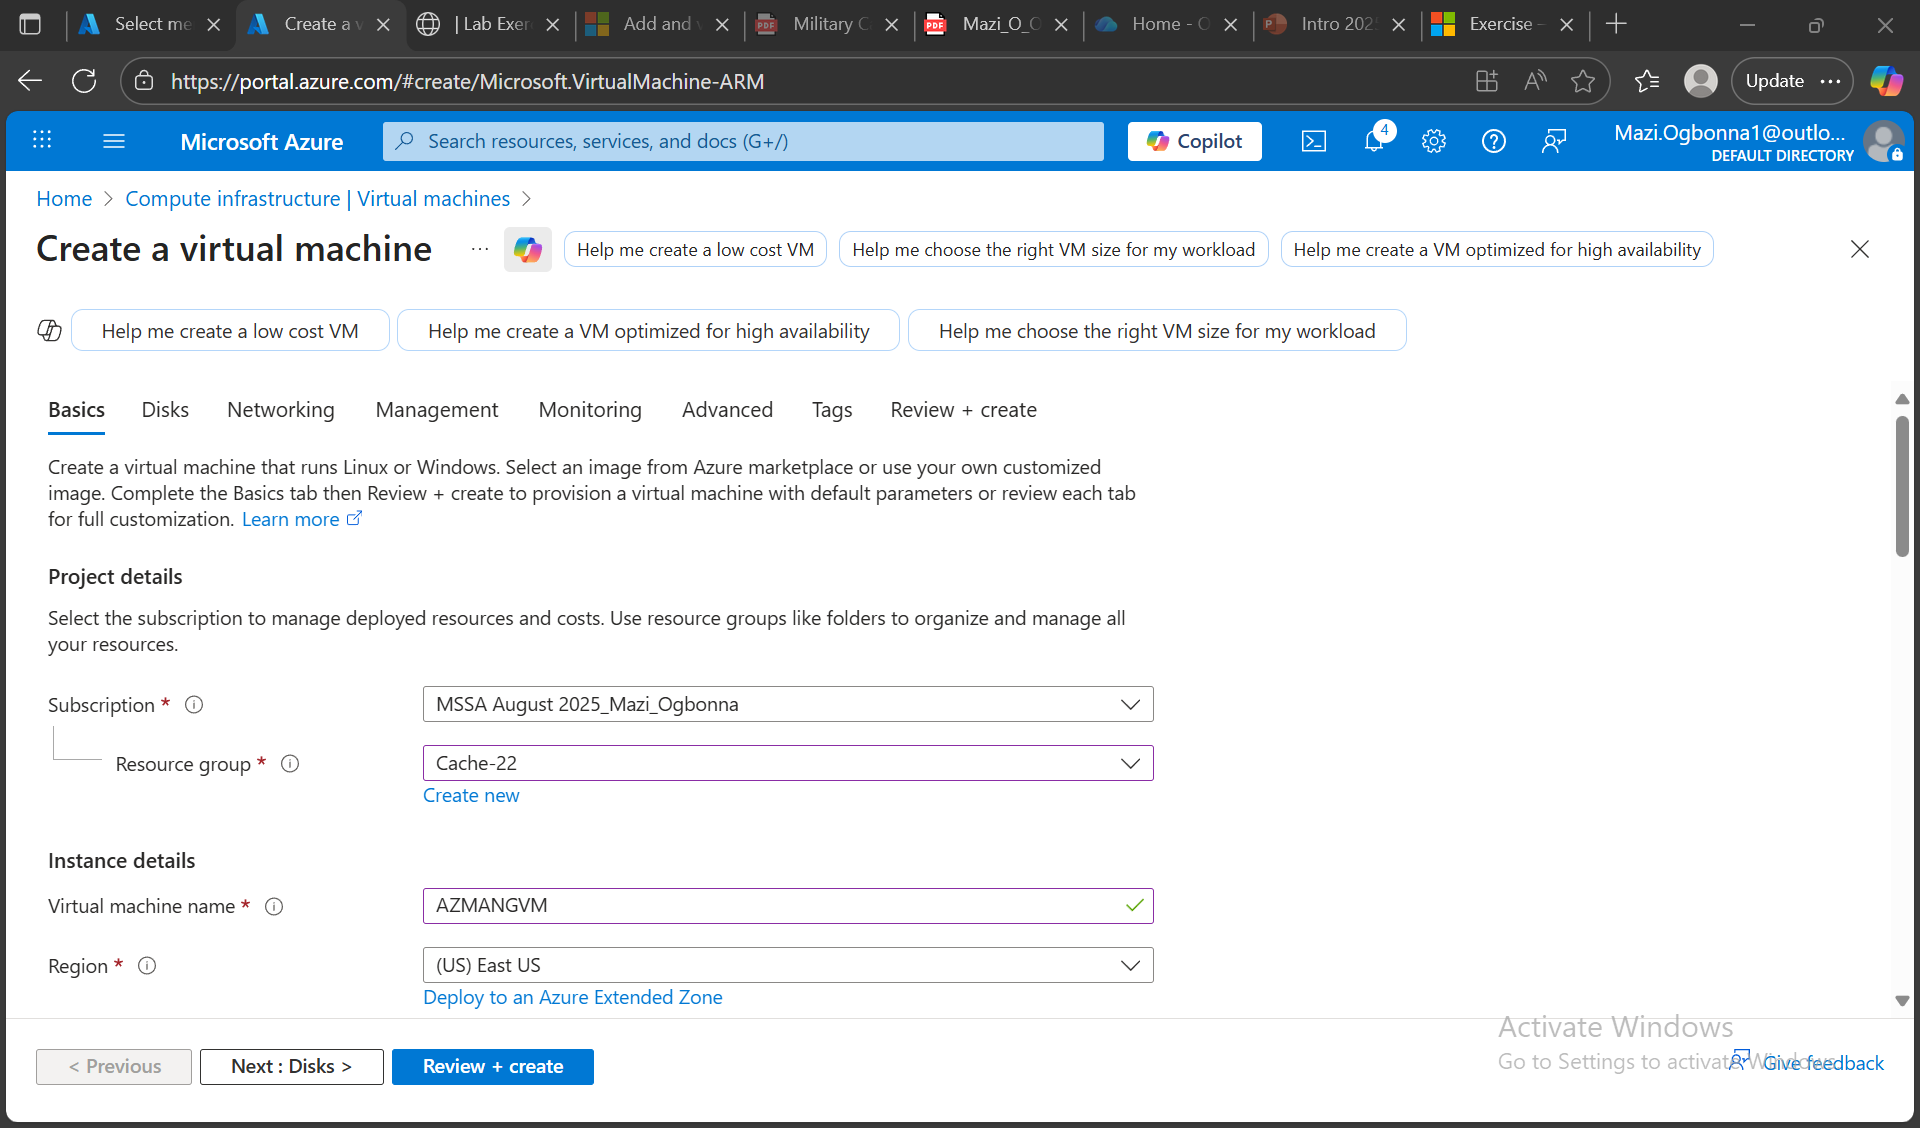 Select me
Create a v
| Lab Exer
Add and v
Military C
Mazi_O_O
Home - O
Intro 202
Exercise -
https://portal.azure.com/#create/Microsoft.VirtualMachine-ARM
Update
Microsoft Azure
Search resources, services, and docs (G+/)
Copilot
4
Mazi.Ogbonna1@outlo...
DEFAULT DIRECTORY
Home > Compute infrastructure | Virtual machines >
Create a virtual machine ...
Help me create a low cost VM
Help me choose the right VM size for my workload
Help me create a VM optimized for high availability
Help me create a low cost VM
Help me create a VM optimized for high availability
Help me choose the right VM size for my workload
Basics Disks Networking Management Monitoring Advanced Tags Review + create
Create a virtual machine that runs Linux or Windows. Select an image from Azure marketplace or use your own customized
image. Complete the Basics tab then Review + create to provision a virtual machine with default parameters or review each tab
for full customization. Learn more
Project details
Select the subscription to manage deployed resources and costs. Use resource groups like folders to organize and manage all
your resources.
Subscription *
MSSA August 2025_Mazi_Ogbonna
Resource group *
Cache-22
Create new
Instance details
Virtual machine name *
AZMANGVM
Region *
(US) East US
Deploy to an Azure Extended Zone
< Previous
Next : Disks >
Review + create
Activate Windows
Go to Settings to activate Windows.
Give feedback